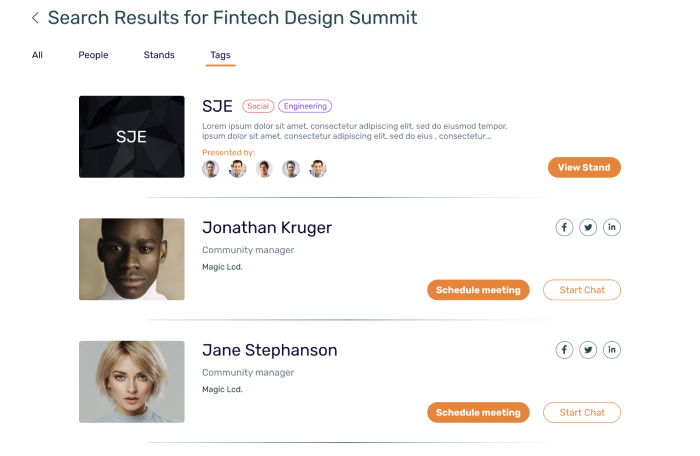 Search Results for Fintech Design Summit
All People Stands Tags
SJE
SJE Social Engineering
Lorem ipsum dolor sit amet, consectetur adipiscing elit, sed do eiusmod tempor.
ipsum dolor sit amet, consectetur adipiscing elit, sed do eius , consectetur...
Presented by:
View Stand
Jonathan Kruger
Community manager
Magic Lcd.
Schedule meeting Start Chat
Jane Stephanson
Community manager
Magic Lcd.
Schedule meeting Start Chat